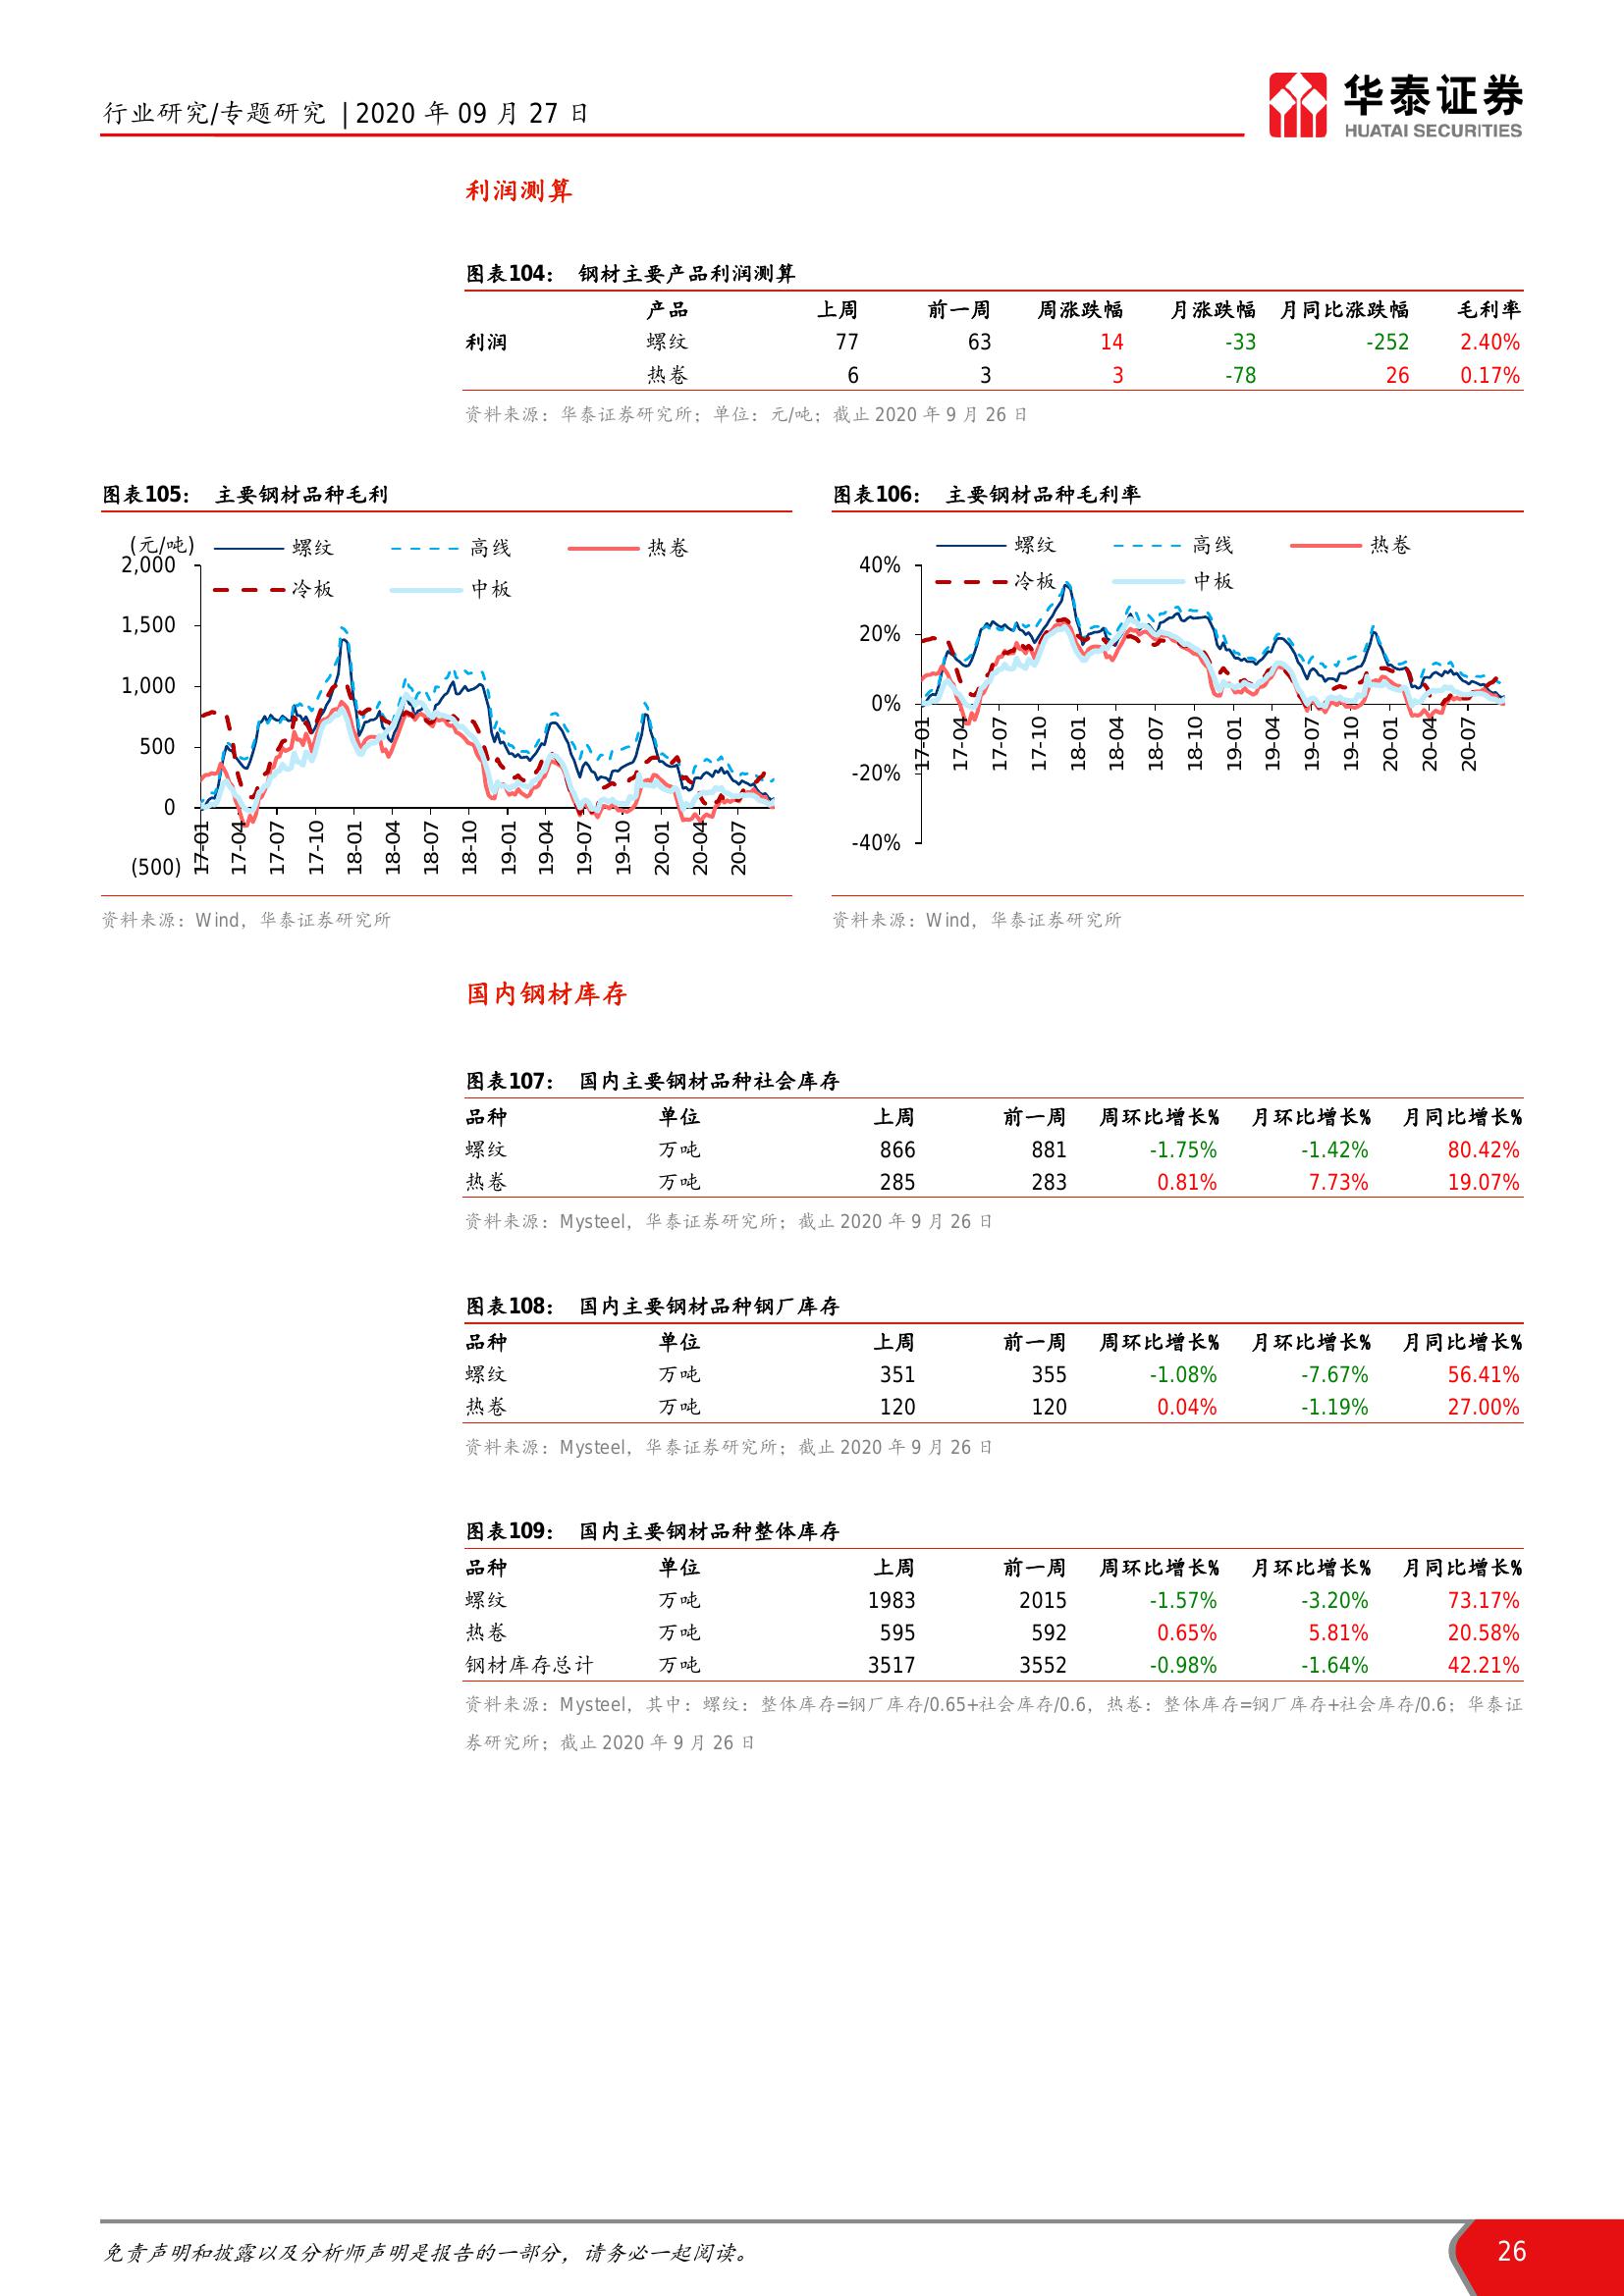 行业研究/专题研究 | 2020 年 09 月 27 日
华泰证券
HUATAI SECURITIES
利润测算
图表104： 钢材主要产品利润测算
产品 上周 前一周 周涨跌幅 月涨跌幅 月同比涨跌幅 毛利率
利润 螺纹 77 63 14 -33 -252 2.40%
热卷 6 3 3 -78 26 0.17%
资料来源：华泰证券研究所；单位：元/吨；截止 2020 年 9 月 26 日
图表105： 主要钢材品种毛利
(元/吨) 螺纹 高线 热卷
冷板 中板
2,000
1,500
1,000
500
0
(500)
17-01 17-04 17-07 17-10 18-01 18-04 18-07 18-10 19-01 19-04 19-07 19-10 20-01 20-04 20-07
资料来源：Wind，华泰证券研究所
图表106： 主要钢材品种毛利率
螺纹 高线 热卷
冷板 中板
40%
20%
0%
-20%
-40%
17-01 17-04 17-07 17-10 18-01 18-04 18-07 18-10 19-01 19-04 19-07 19-10 20-01 20-04 20-07
资料来源：Wind，华泰证券研究所
国内钢材库存
图表107： 国内主要钢材品种社会库存
品种 单位 上周 前一周 周环比增长% 月环比增长% 月同比增长%
螺纹 万吨 866 881 -1.75% -1.42% 80.42%
热卷 万吨 285 283 0.81% 7.73% 19.07%
资料来源：Mysteel，华泰证券研究所；截止 2020 年 9 月 26 日
图表108： 国内主要钢材品种钢厂库存
品种 单位 上周 前一周 周环比增长% 月环比增长% 月同比增长%
螺纹 万吨 351 355 -1.08% -7.67% 56.41%
热卷 万吨 120 120 0.04% -1.19% 27.00%
资料来源：Mysteel，华泰证券研究所；截止 2020 年 9 月 26 日
图表109： 国内主要钢材品种整体库存
品种 单位 上周 前一周 周环比增长% 月环比增长% 月同比增长%
螺纹 万吨 1983 2015 -1.57% -3.20% 73.17%
热卷 万吨 595 592 0.65% 5.81% 20.58%
钢材库存总计 万吨 3517 3552 -0.98% -1.64% 42.21%
资料来源：Mysteel，其中：螺纹：整体库存=钢厂库存/0.65+社会库存/0.6，热卷：整体库存=钢厂库存+社会库存/0.6；华泰证
券研究所；截止 2020 年 9 月 26 日
免责声明和披露以及分析师声明是报告的一部分，请务必一起阅读。
26